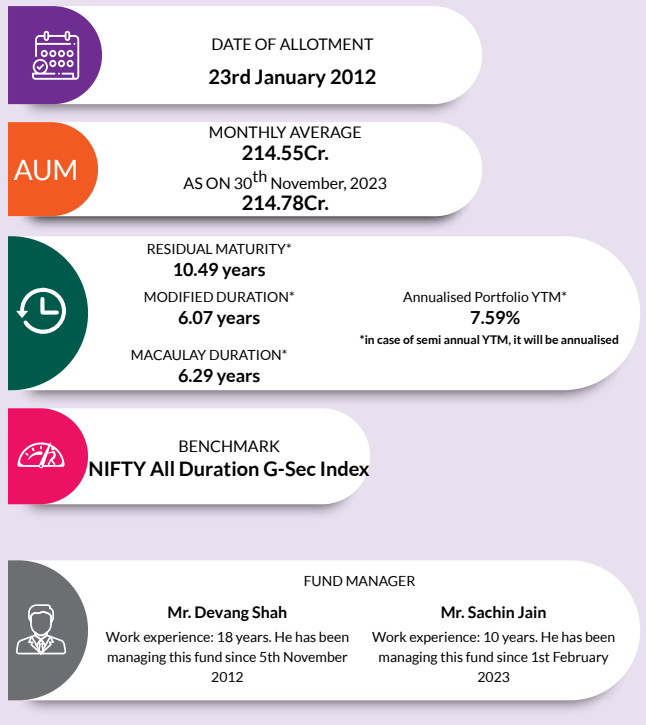 DATE OF ALLOTMENT
23rd January 2012
AUM
MONTHLY AVERAGE
214.55Cr.
AS ON 30th November, 2023
214.78Cr.
RESIDUAL MATURITY*
10.49 years
MODIFIED DURATION*
6.07 years
MACAULAY DURATION*
6.29 years
Annualised Portfolio YTM*
7.59%
*in case of semi annual YTM, it will be annualised
BENCHMARK
NIFTY All Duration G-Sec Index
FUND MANAGER
Mr. Devang Shah
Work experience: 18 years. He has been
managing this fund since 5th November
2012
Mr. Sachin Jain
Work experience: 10 years. He has been
managing this fund since 1st February
2023